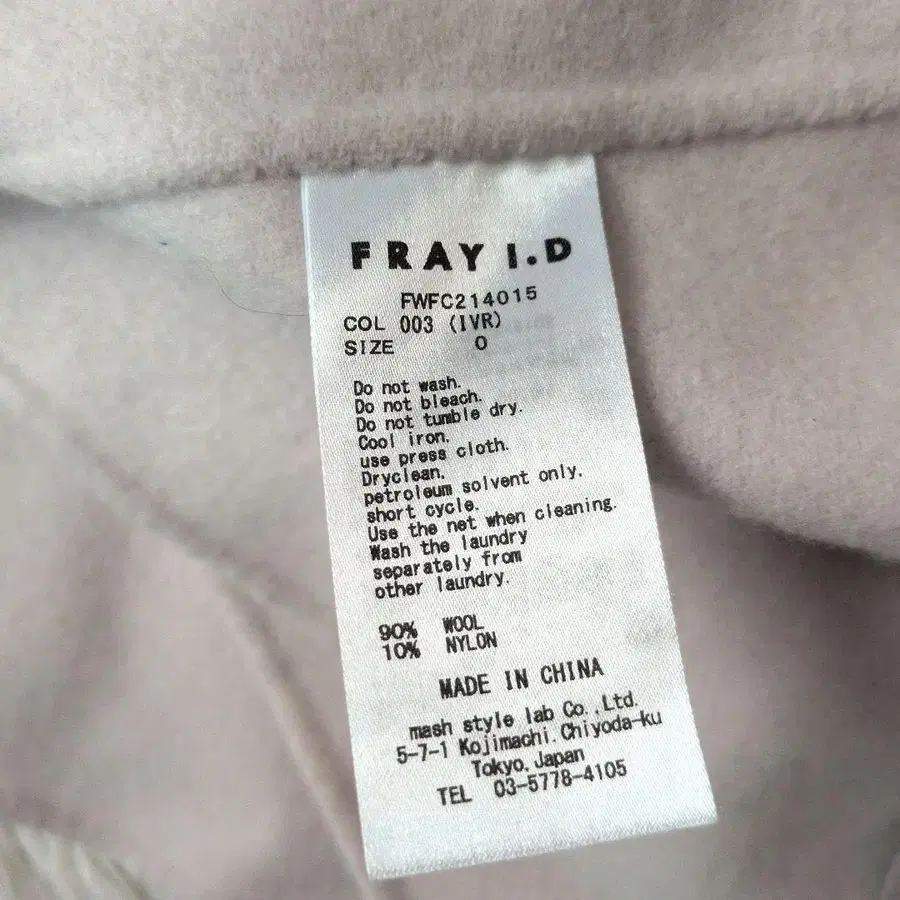 FRAY I.D
FWFC214015
COL 003 (IVR)
SIZE 0
Do not wash.
Do not bleach.
Do not tumble dry.
Cool iron.
use press cloth.
Dryclean.
petroleum solvent only.
short cycle.
Use the net when cleaning.
Wash the laundry
separately from
other laundry.
90% WOOL
10% NYLON
MADE IN CHINA
mash style lab Co.,Ltd.
5-7-1 Kojimachi.Chiyoda-ku
Tokyo.Japan
TEL 03-5778-4105